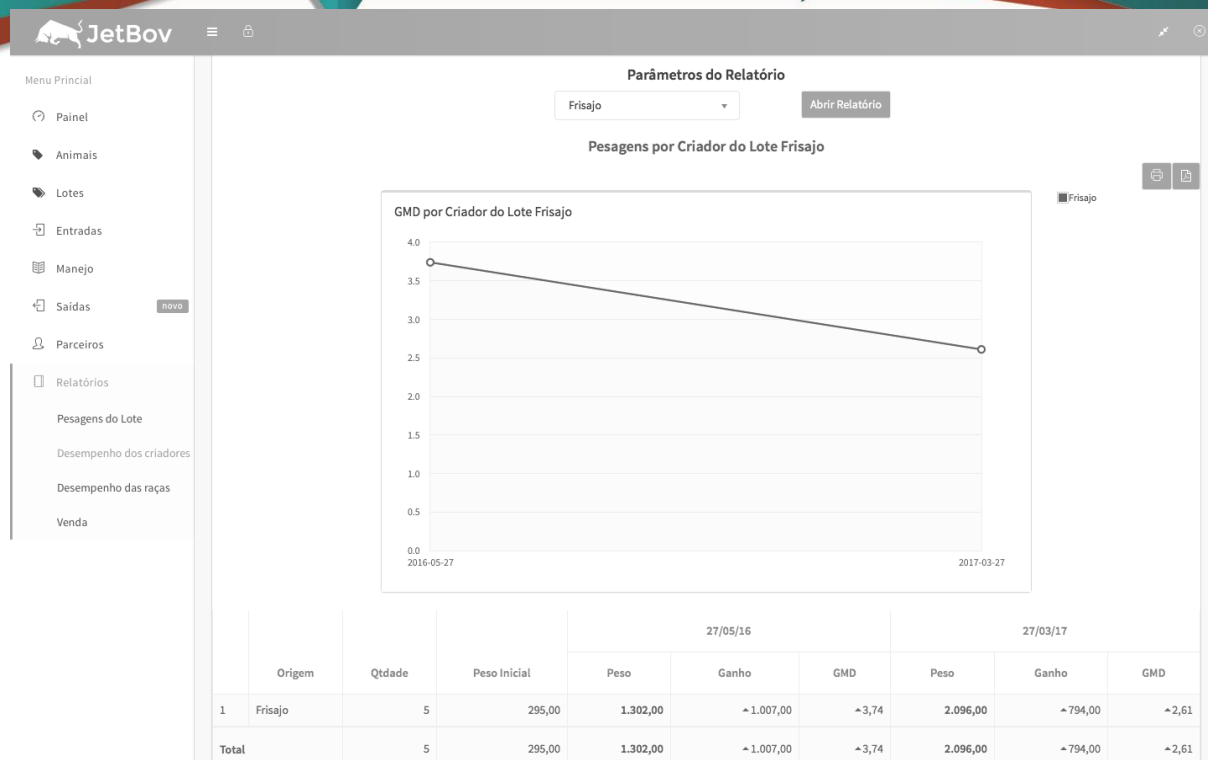 JetBov
Menu Princial
Painel
Animais
Lotes
Entradas
Manejo
Saídas novo
Parceiros
Relatórios
Pesagens do Lote
Desempenho dos criadores
Desempenho das raças
Venda
Parâmetros do Relatório
Frisajo Abrir Relatório
Pesagens por Criador do Lote Frisajo
GMD por Criador do Lote Frisajo
Frisajo
4.0
3.5
3.0
2.5
2.0
1.5
1.0
0.5
0.0
2016-05-27 2017-03-27
27/05/16 27/03/17
Origem Qtdade Peso Inicial Peso Ganho GMD Peso Ganho GMD
1 Frisajo 5 295,00 1.302,00 1.007,00 3,74 2.096,00 794,00 2,61
Total 5 295,00 1.302,00 1.007,00 3,74 2.096,00 794,00 2,61